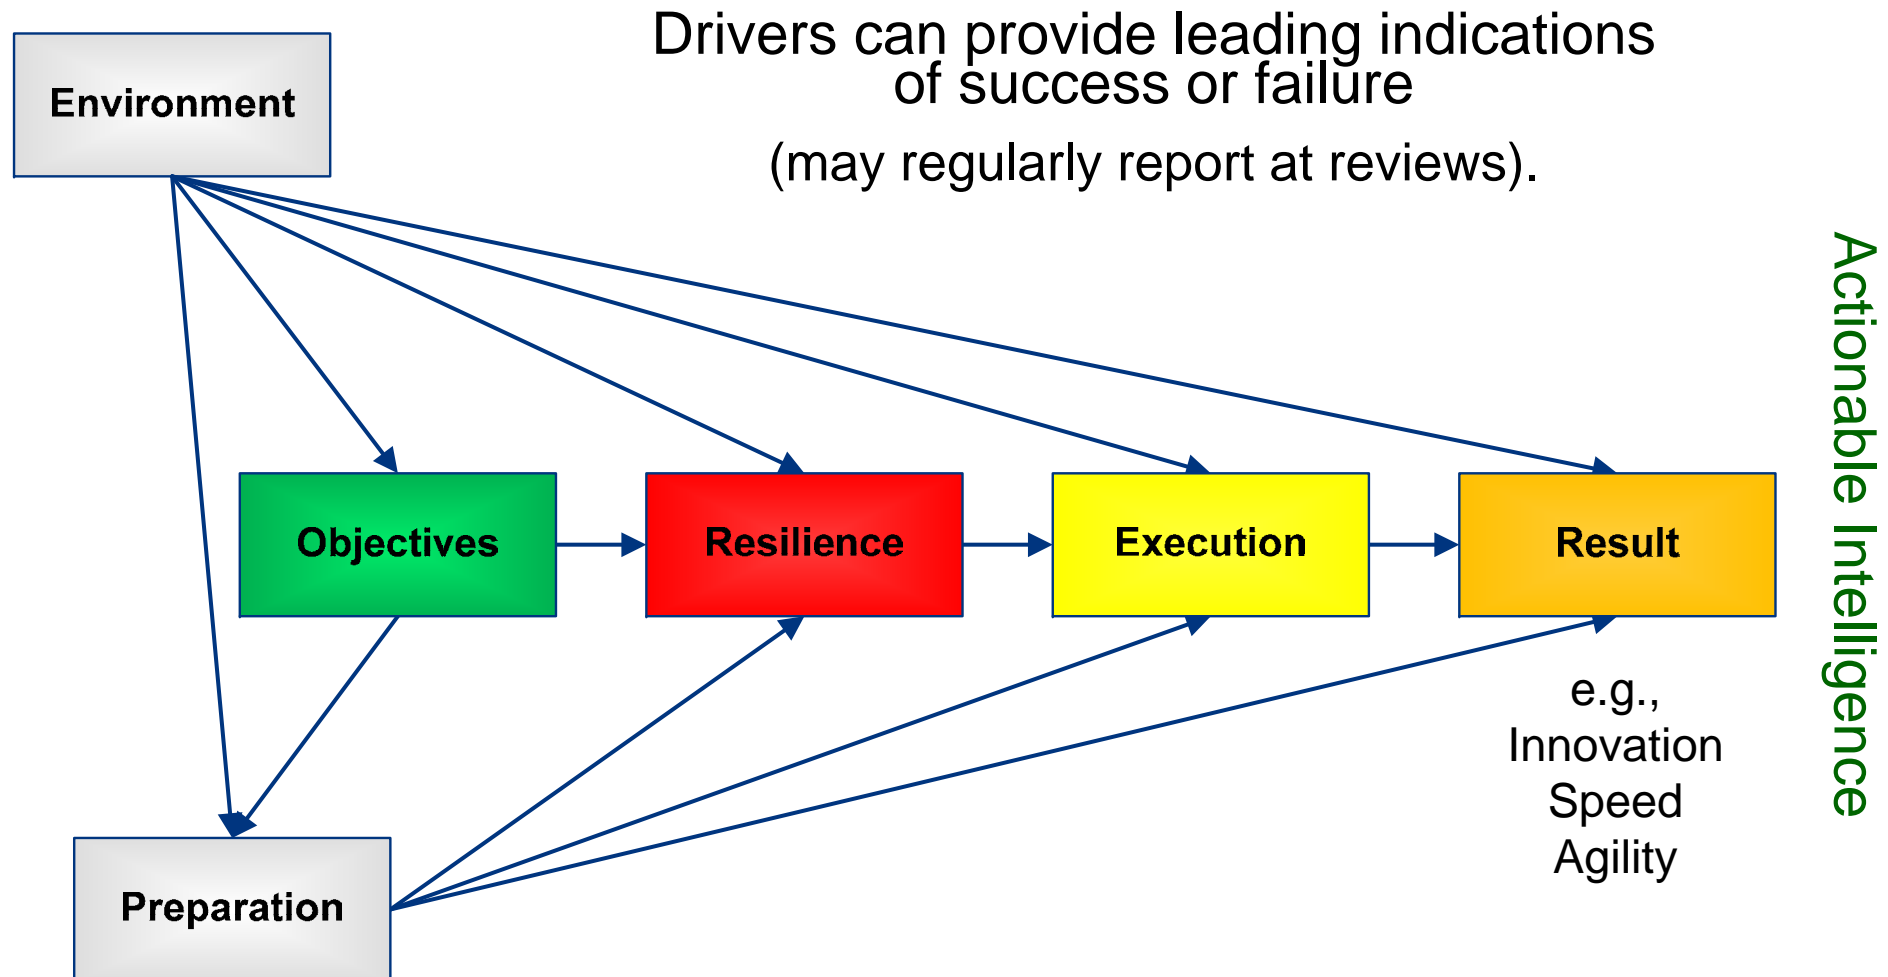 Drivers can provide leading indications
of success or failure
(may regularly report at reviews).
Environment
Objectives
Resilience
Execution
Result
Preparation
e.g.,
Innovation
Speed
Agility
Actionable Intelligence